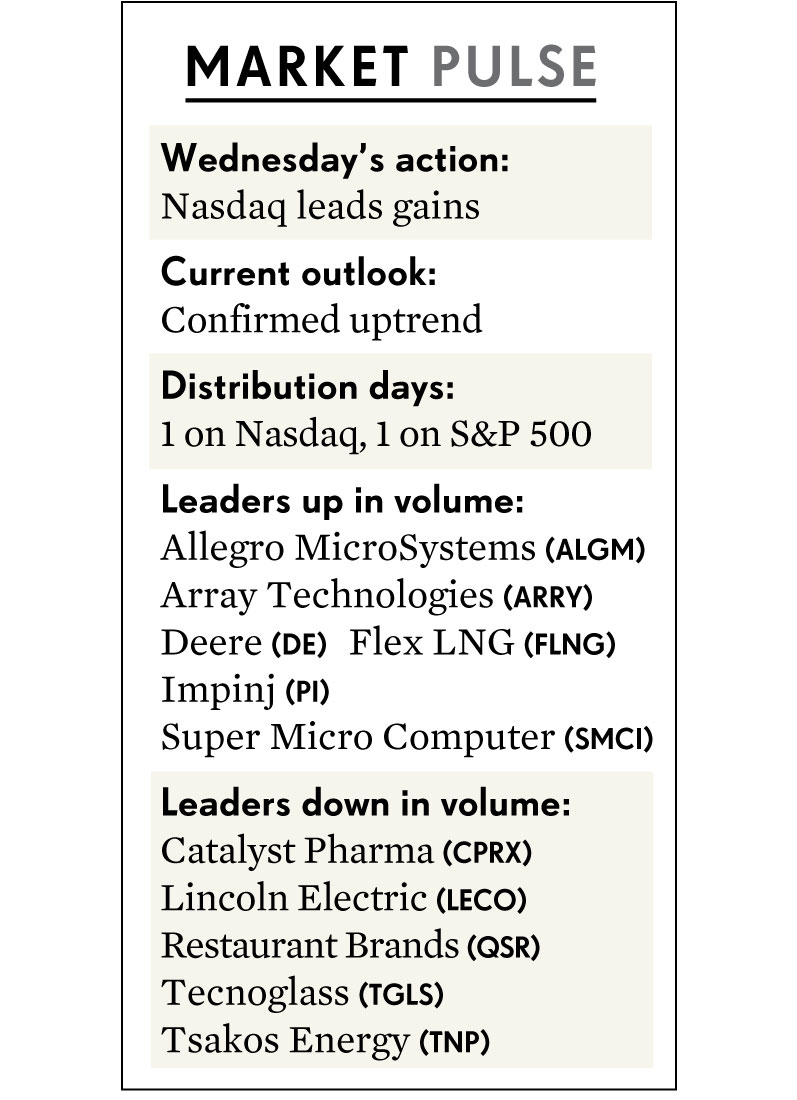 MARKET PULSE
Wednesday’s action:
Nasdaq leads gains
Current outlook:
Confirmed uptrend
Distribution days:
1 on Nasdaq, 1 on S&P 500
Leaders up in volume:
Allegro MicroSystems (ALGM)
Array Technologies (ARRY)
Deere (DE) Flex LNG (FLNG)
Impinj (PI)
Super Micro Computer (SMCI)
Leaders down in volume:
Catalyst Pharma (CPRX)
Lincoln Electric (LECO)
Restaurant Brands (QSR)
Tecnoglass (TGLS)
Tsakos Energy (TNP)